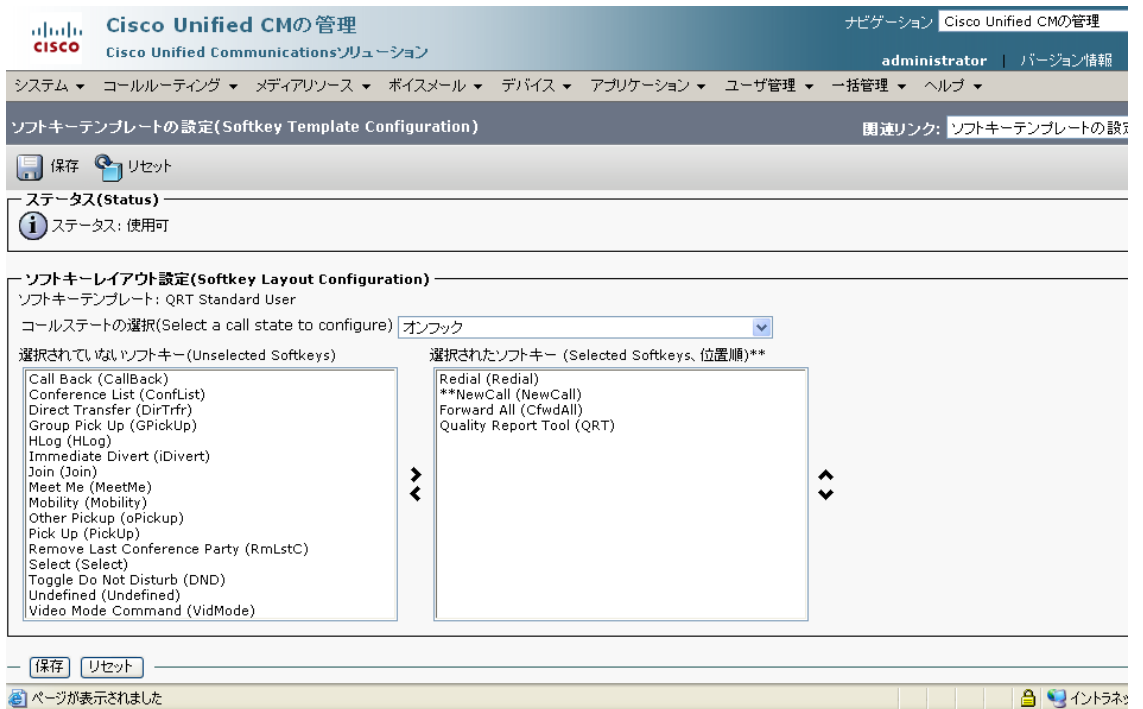 CISCO
Cisco Unified CMの管理
Cisco Unified Communicationsソリューション
ナビゲーション Cisco Unified CMの管理
administrator | バージョン情報
システム ▼ コールルーティング ▼ メディアリソース ▼ ボイスメール ▼ デバイス ▼ アプリケーション ▼ ユーザ管理 ▼ 一括管理 ▼ ヘルプ ▼
ソフトキーテンプレートの設定(Softkey Template Configuration)
関連リンク: ソフトキーテンプレートの設定
保存 リセット
ステータス(Status)
ステータス: 使用可
ソフトキーレイアウト設定(Softkey Layout Configuration)
ソフトキーテンプレート: QRT Standard User
コールステートの選択(Select a call state to configure) オンフック
選択されていないソフトキー(Unselected Softkeys)
Call Back (CallBack)
Conference List (ConfList)
Direct Transfer (DirTrfr)
Group Pick Up (GPickUp)
HLog (HLog)
Immediate Divert (iDivert)
Join (Join)
Meet Me (MeetMe)
Mobility (Mobility)
Other Pickup (oPickup)
Pick Up (PickUp)
Remove Last Conference Party (RmLstC)
Select (Select)
Toggle Do Not Disturb (DND)
Undefined (Undefined)
Video Mode Command (VidMode)
選択されたソフトキー (Selected Softkeys、位置順)**
Redial (Redial)
**NewCall (NewCall)
Forward All (CfwdAll)
Quality Report Tool (QRT)
保存 リセット
ページが表示されました
イントラネッ